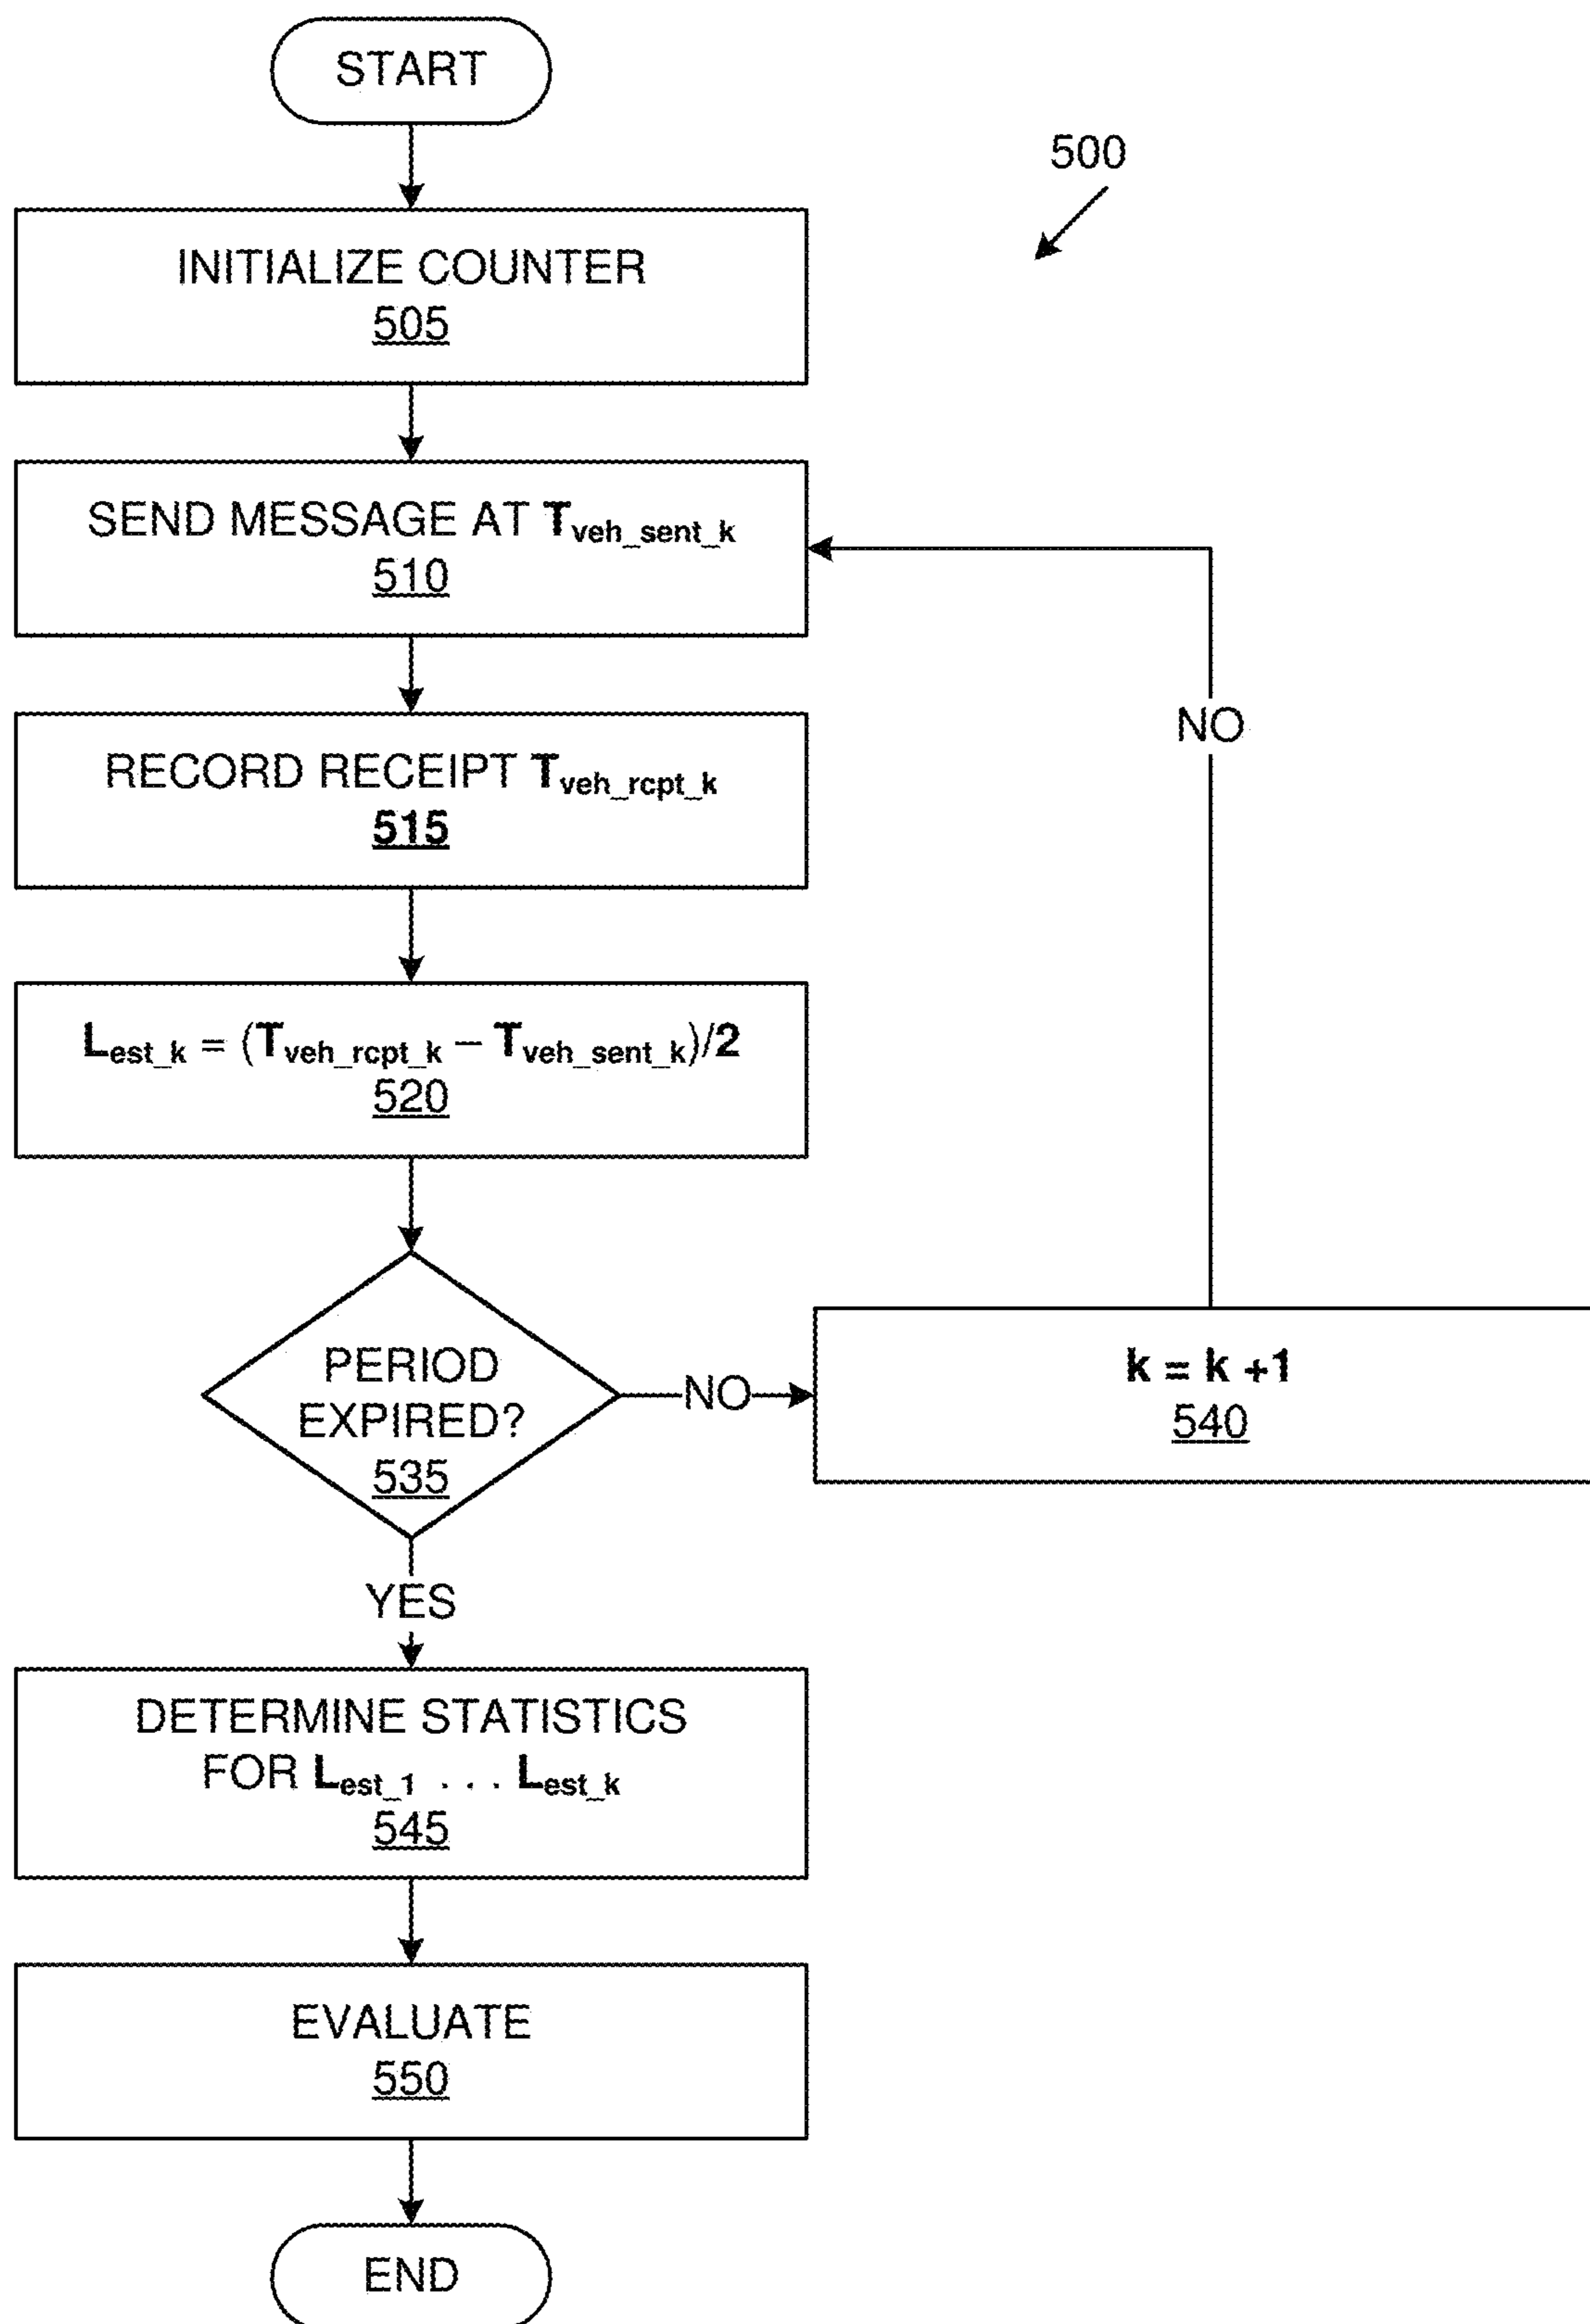 START
500
INITIALIZE COUNTER
505
SEND MESSAGE AT Tveh_sent_k
510
NO
RECORD RECEIPT Tveh_rcpt_k
515
Lest_k = (Tveh_rcpt_k – Tveh_sent_k)/2
520
PERIOD
EXPIRED?
535
NO
k = k +1
540
YES
DETERMINE STATISTICS
FOR Lest_1 . . . Lest_k
545
EVALUATE
550
END